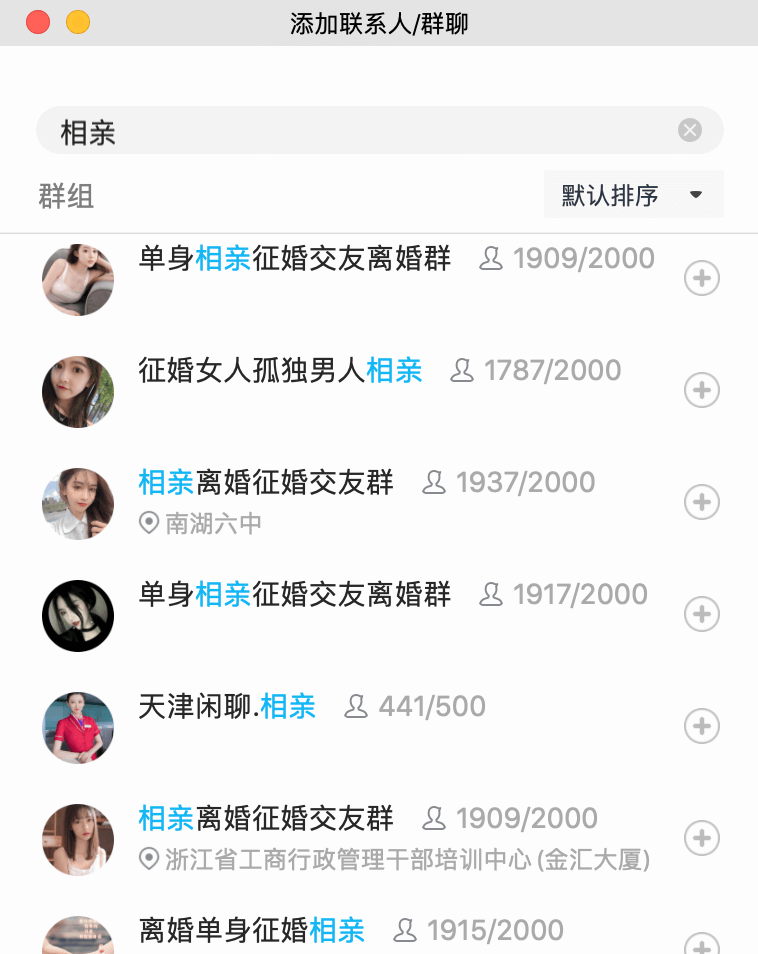 添加联系人/群聊
相亲
群组
默认排序
单身相亲征婚交友离婚群 1909/2000
征婚女人孤独男人相亲 1787/2000
相亲离婚征婚交友群 1937/2000
南湖六中
单身相亲征婚交友离婚群 1917/2000
天津闲聊.相亲 441/500
相亲离婚征婚交友群 1909/2000
浙江省工商行政管理干部培训中心(金汇大厦)
离婚单身征婚相亲 1915/2000